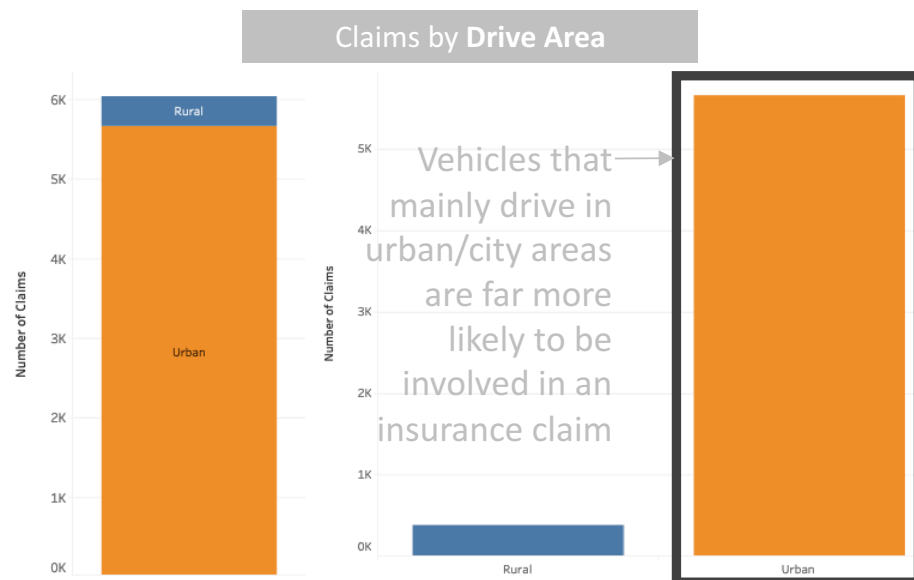 Claims by Drive Area
6K
5K
4K
3K
2K
1K
0K
Number of Claims
Rural
Urban
5K
4K
3K
2K
1K
0K
Number of Claims
Vehicles that
mainly drive in
urban/city areas
are far more
likely to be
involved in an
insurance claim
Rural
Urban